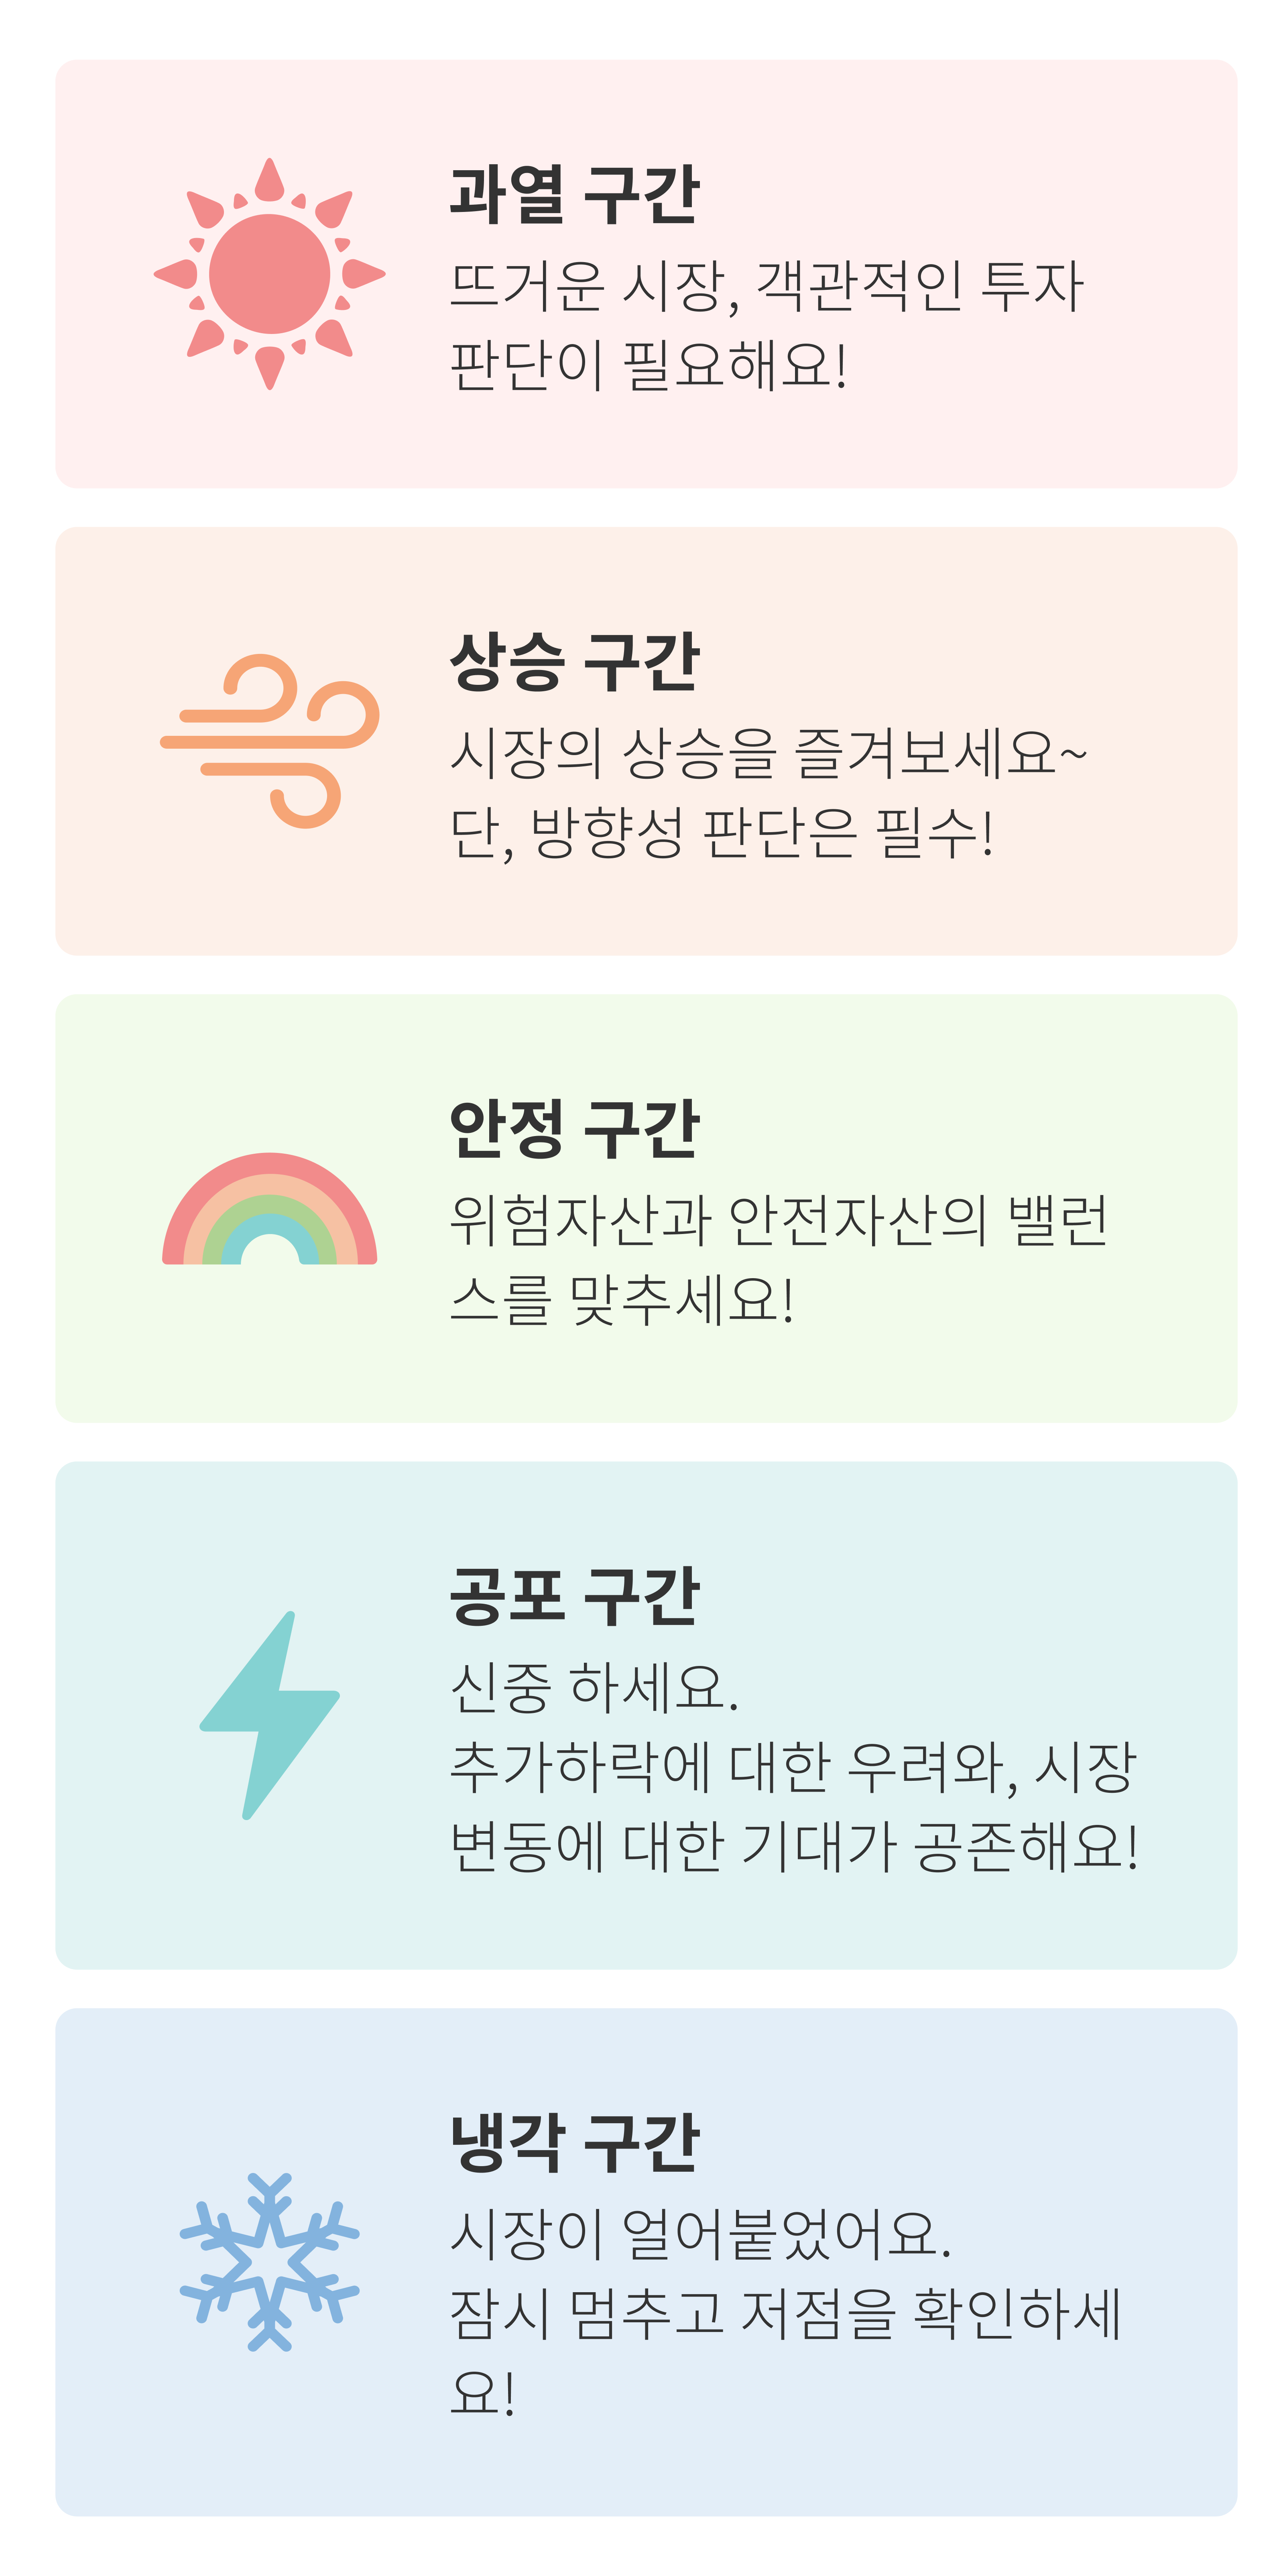 과열 구간
뜨거운 시장, 객관적인 투자
판단이 필요해요!
상승 구간
시장의 상승을 즐겨보세요~
단, 방향성 판단은 필수!
안정 구간
위험자산과 안전자산의 밸런
스를 맞추세요!
공포 구간
신중 하세요.
추가하락에 대한 우려와, 시장
변동에 대한 기대가 공존해요!
냉각 구간
시장이 얼어붙었어요.
잠시 멈추고 저점을 확인하세
요!